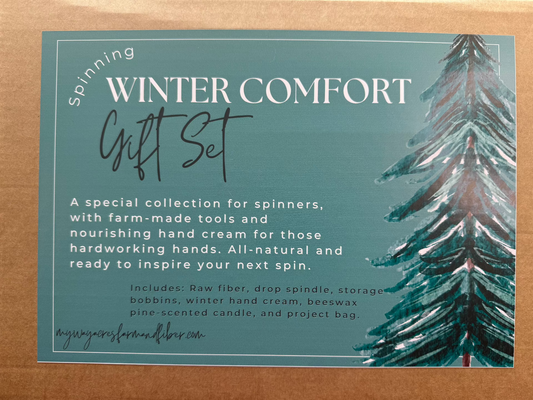 Spinning
WINTER COMFORT
Gift Set
A special collection for spinners,
with farm-made tools and
nourishing hand cream for those
hardworking hands. All-natural and
ready to inspire your next spin.
Includes: Raw fiber, drop spindle, storage
bobbins, winter hand cream, beeswax
pine-scented candle, and project bag.
mywayacresfarmandfiber.com